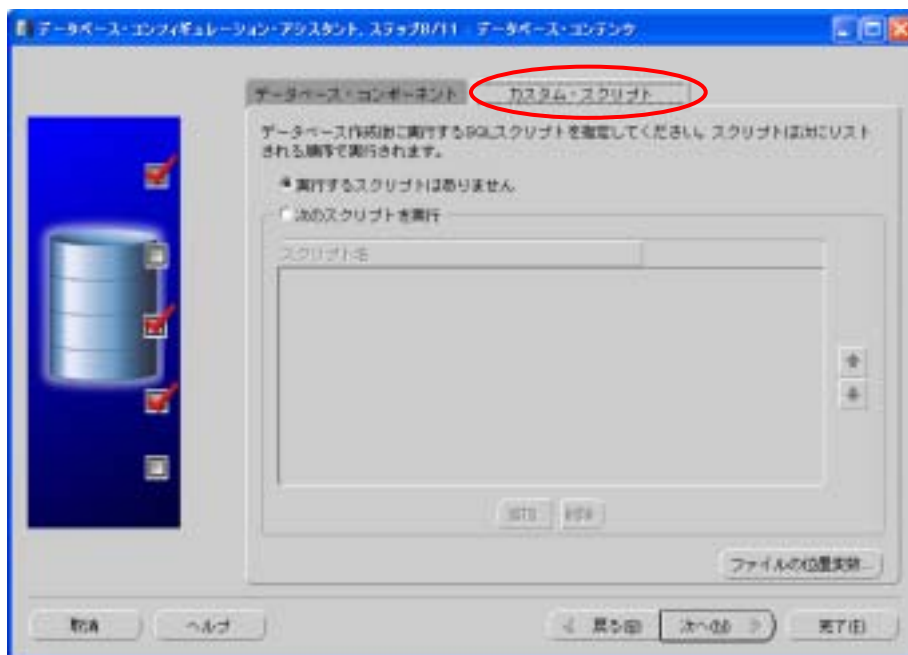 データベース・コンフィギュレーション・アシスタント, ステップ8/11 : データベース・コンテンツ
データベース・コンポーネント
カスタム・スクリプト
データベース作成後に実行するSQLスクリプトを指定してください。スクリプトは次にリスト
される順序で実行されます。
実行するスクリプトはありません
次のスクリプトを実行
スクリプト名
追加
削除
ファイルの位置変数...
取消
ヘルプ
戻る(B)
次へ(N)
完了(F)